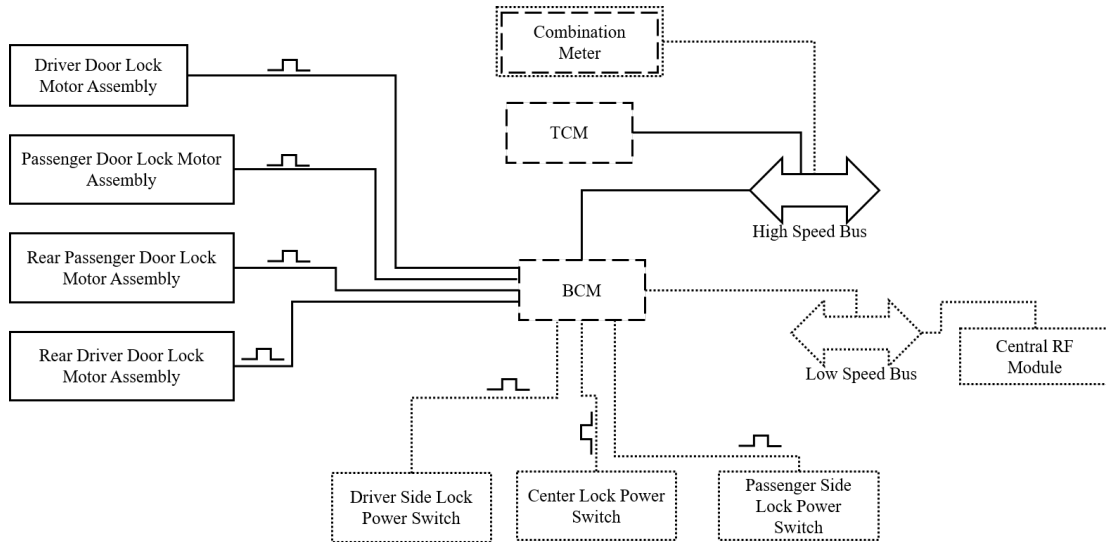 Driver Door Lock
Motor Assembly
Passenger Door Lock Motor
Assembly
Rear Passenger Door Lock
Motor Assembly
Rear Driver Door Lock
Motor Assembly
Combination
Meter
TCM
High Speed Bus
BCM
Low Speed Bus
Central RF
Module
Driver Side Lock
Power Switch
Center Lock Power
Switch
Passenger Side
Lock Power
Switch